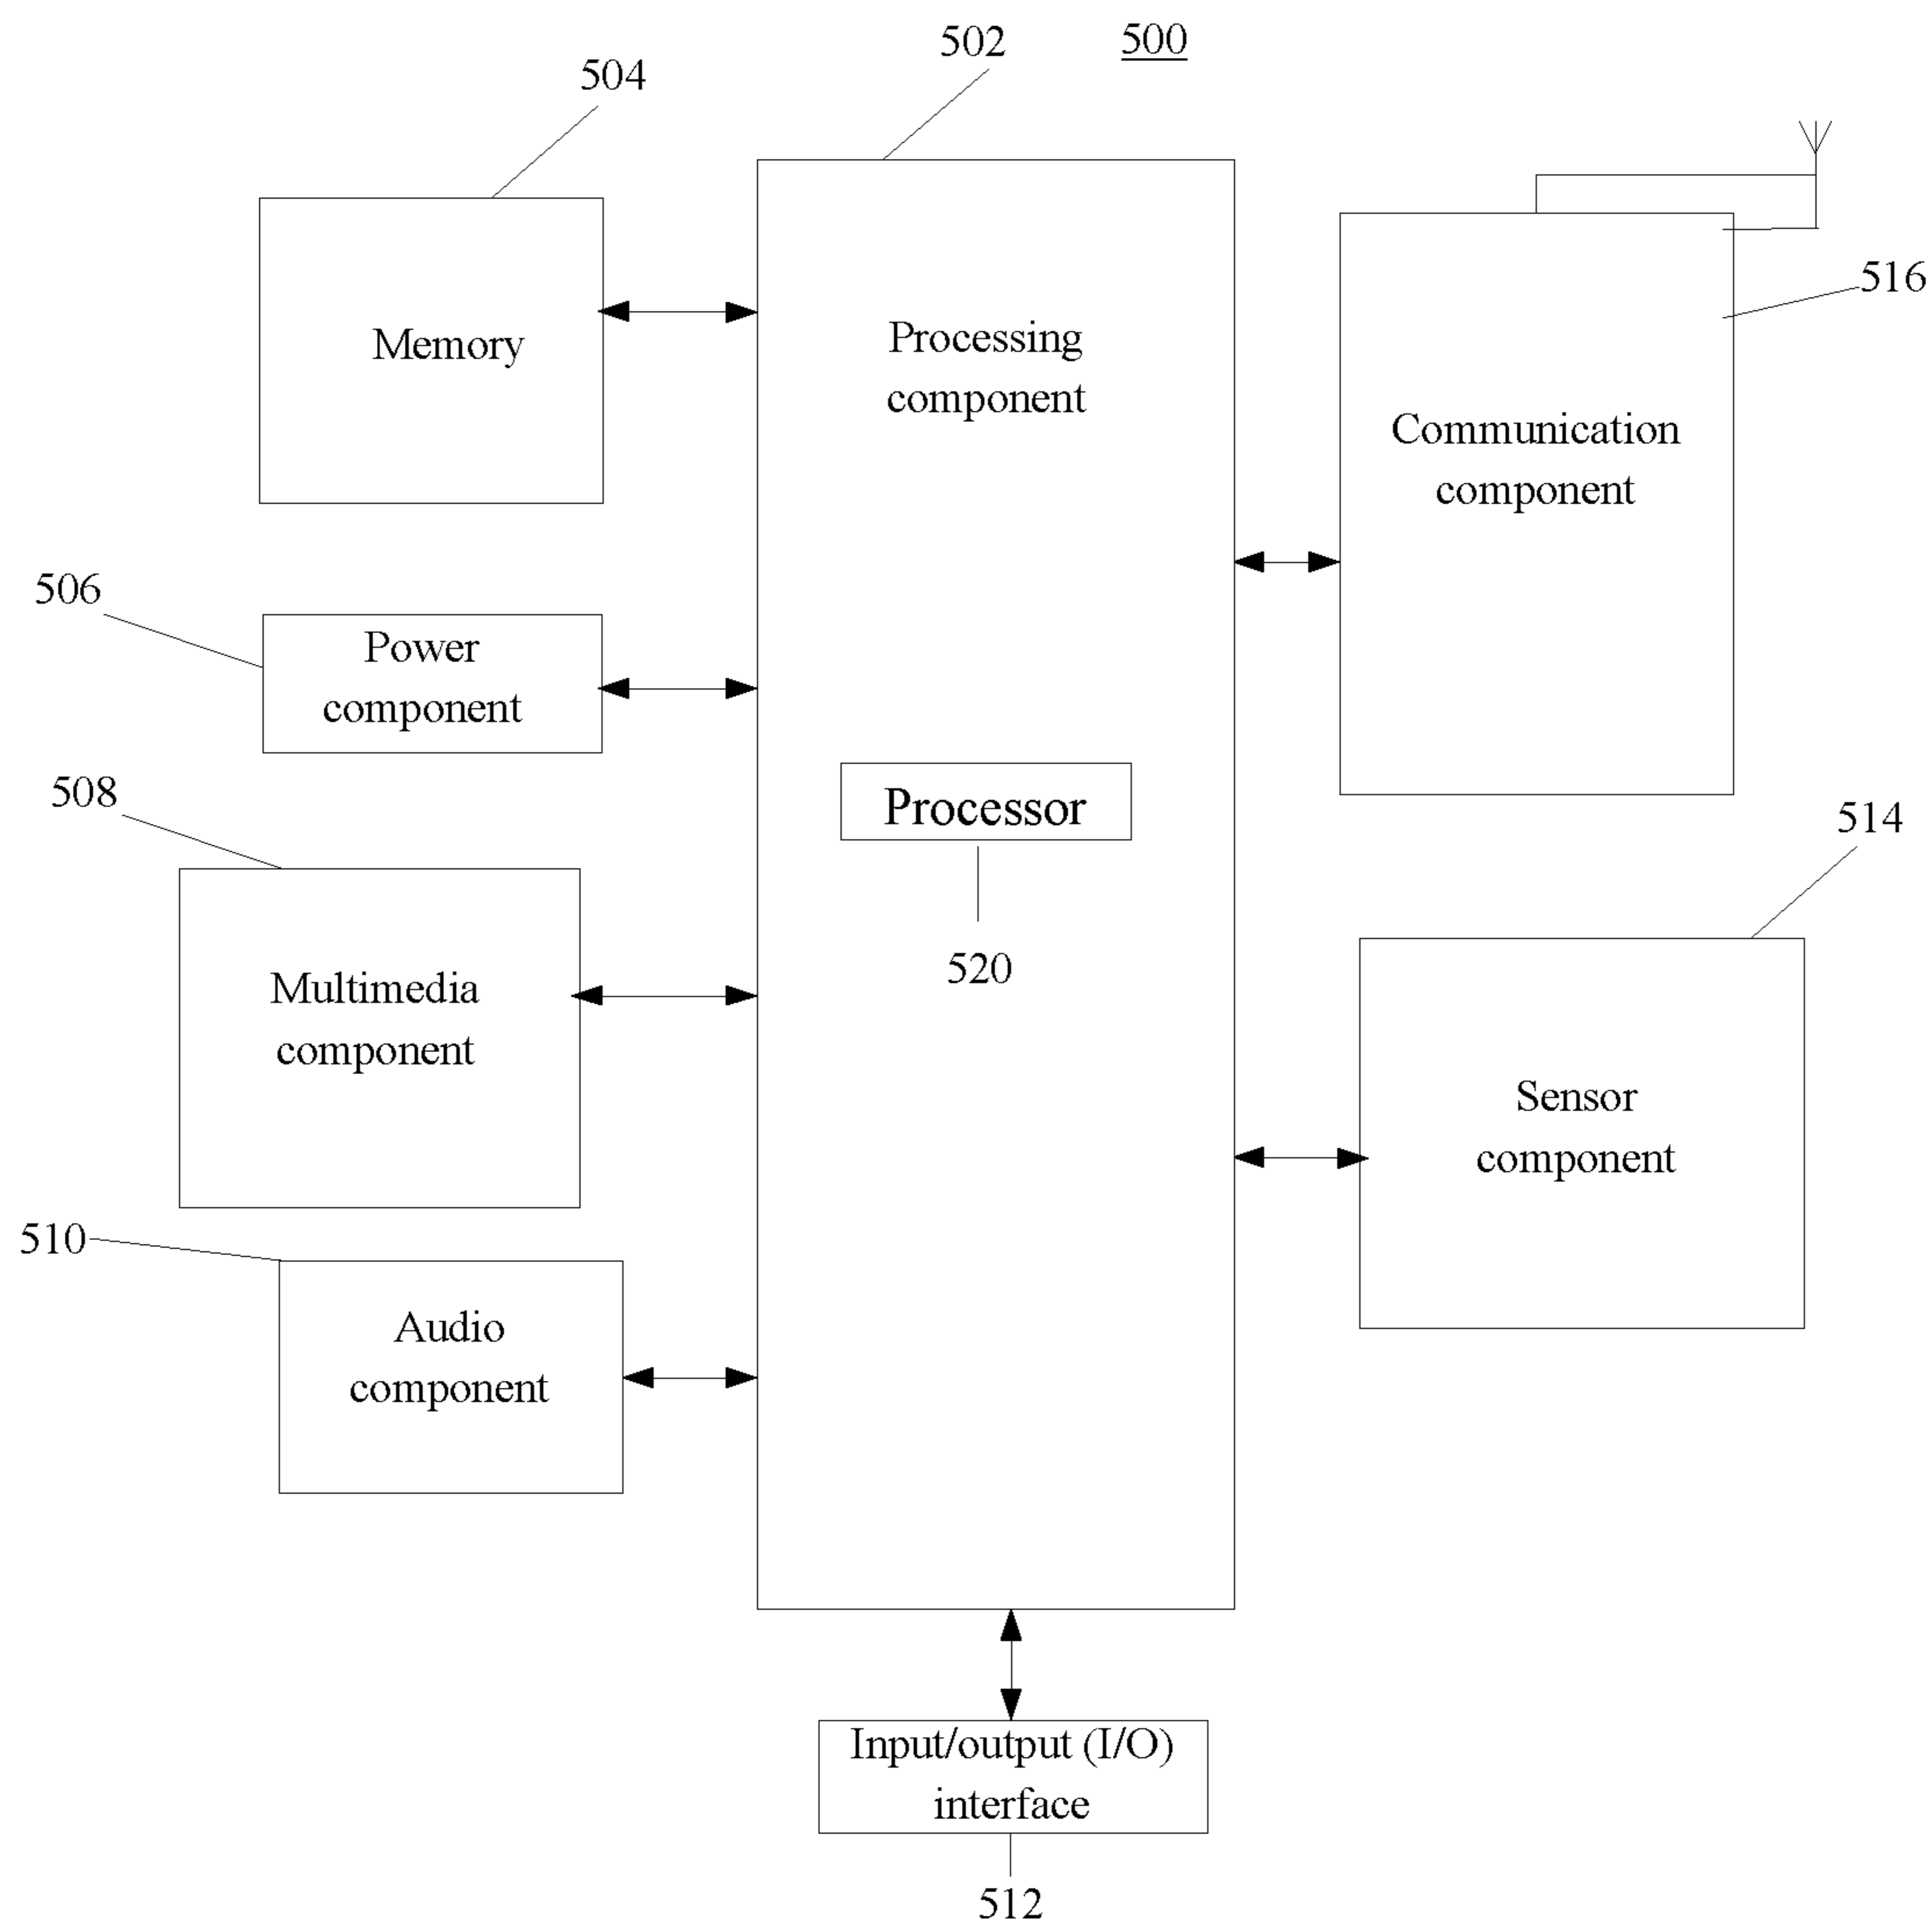 502
500
504
516
Memory
Processing
component
Communication
component
506
Power
component
508
Processor
514
520
Multimedia
component
Sensor
component
510
Audio
component
Input/output (I/O)
interface
512